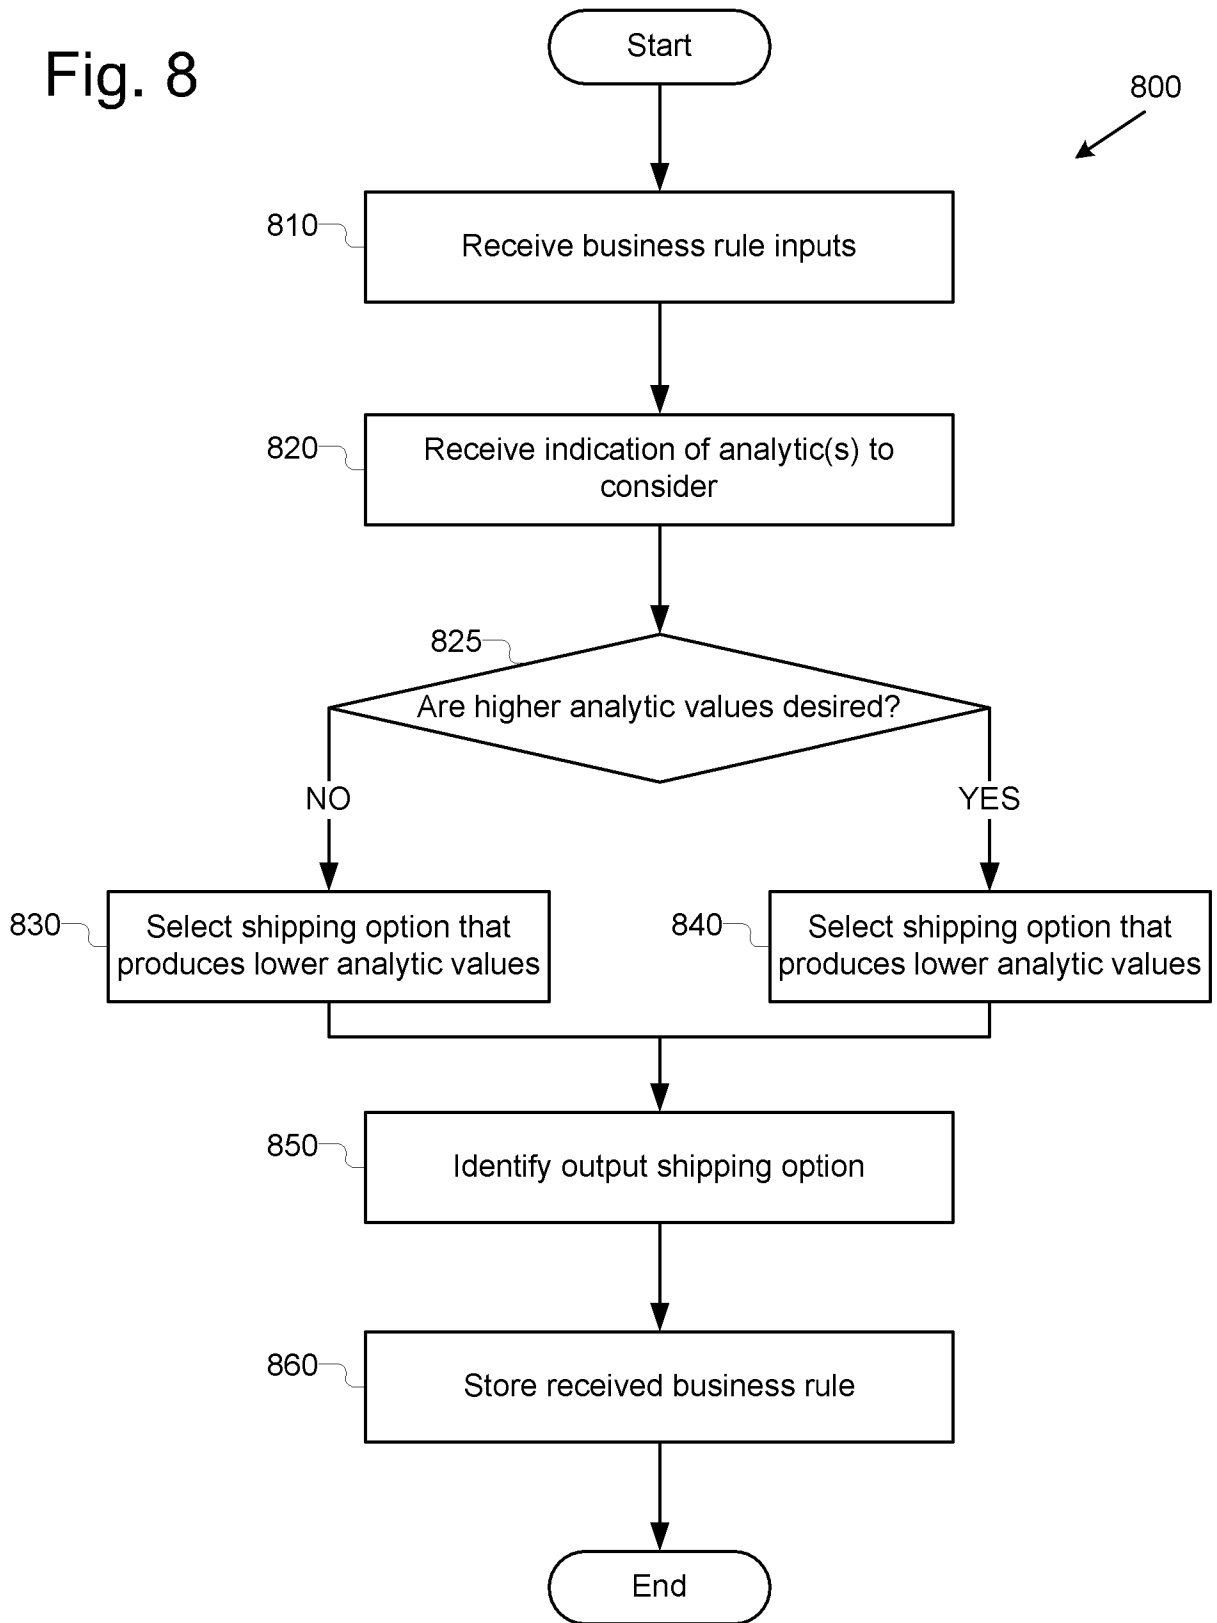 Fig. 8
Start
800
810
Receive business rule inputs
820
Receive indication of analytic(s) to
consider
825
Are higher analytic values desired?
NO
YES
830
Select shipping option that
produces lower analytic values
840
Select shipping option that
produces lower analytic values
850
Identify output shipping option
860
Store received business rule
End